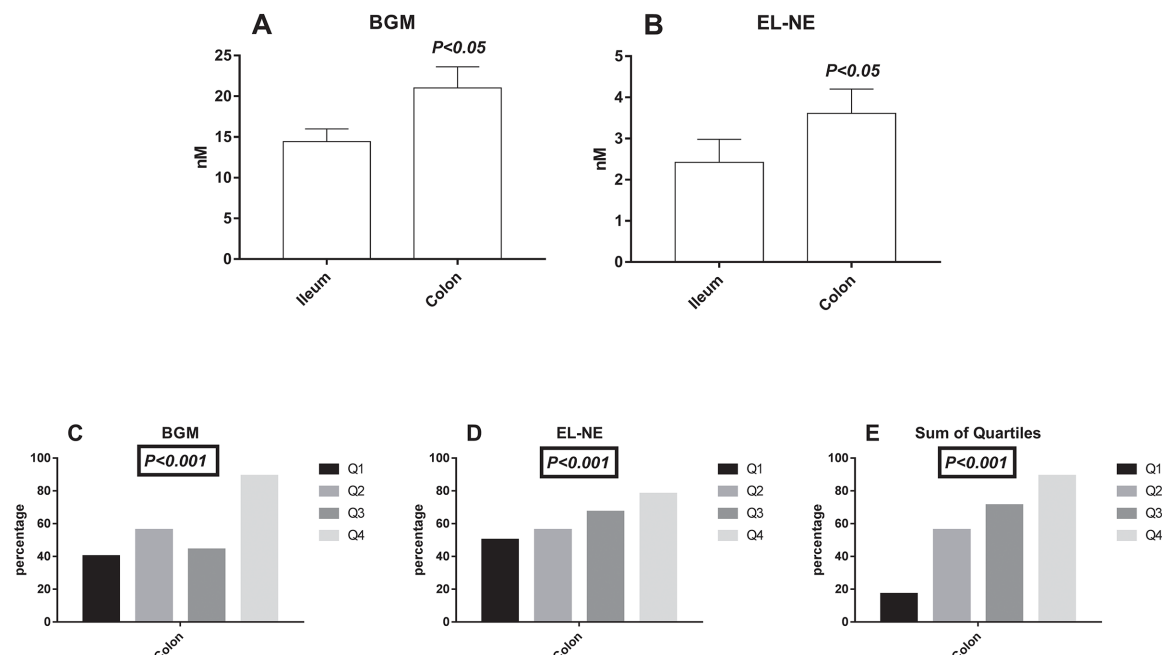 A
BGM
P<0.05
25
20
15
10
5
0
nM
Ileum
Colon
B
EL-NE
P<0.05
5
4
3
2
1
0
nM
Ileum
Colon
C
BGM
P<0.001
100
80
60
40
20
0
percentage
Q1
Q2
Q3
Q4
Colon
D
EL-NE
P<0.001
100
80
60
40
20
0
percentage
Q1
Q2
Q3
Q4
Colon
E
Sum of Quartiles
P<0.001
100
80
60
40
20
0
percentage
Q1
Q2
Q3
Q4
Colon